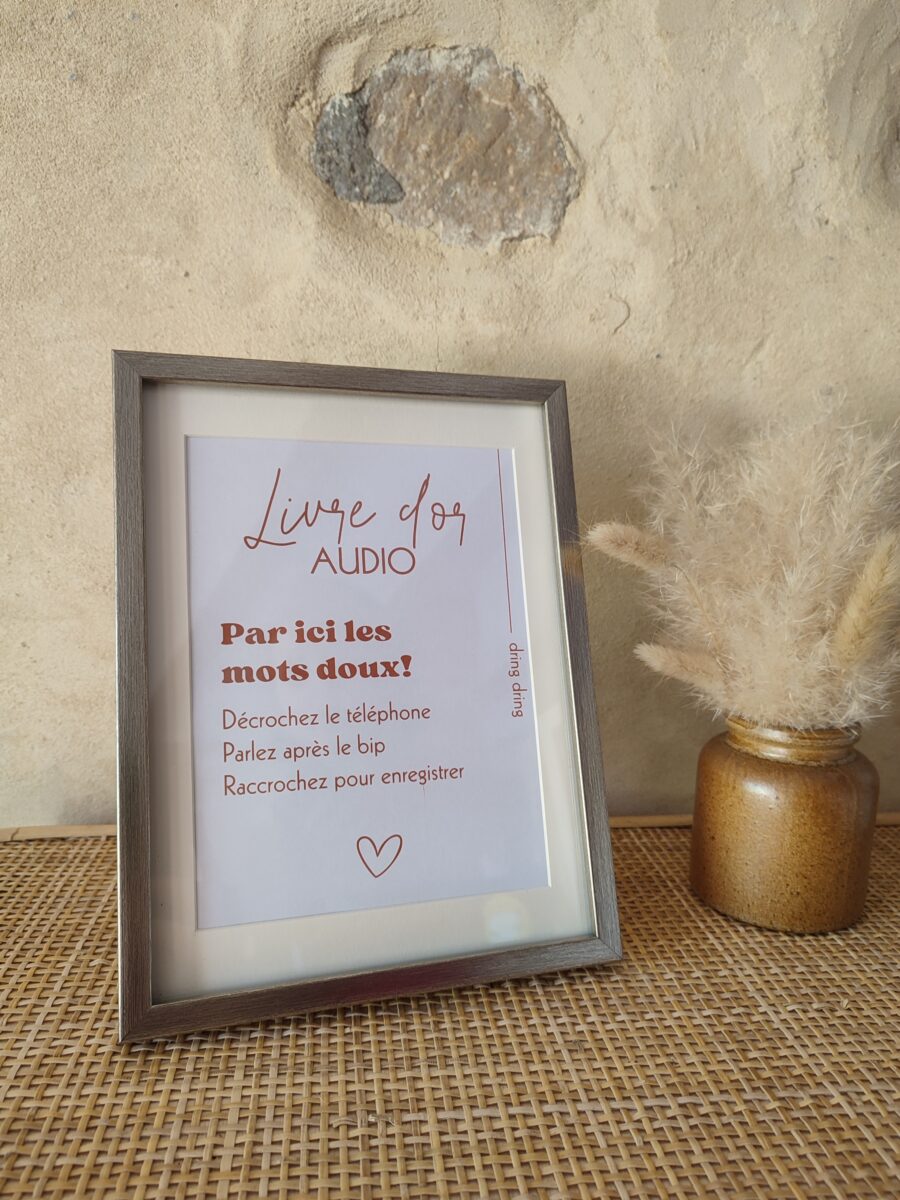 Livre d'or
AUDIO
Par ici les
mots doux!
Décrochez le téléphone
Parlez après le bip
Raccrochez pour enregistrer
dring dring